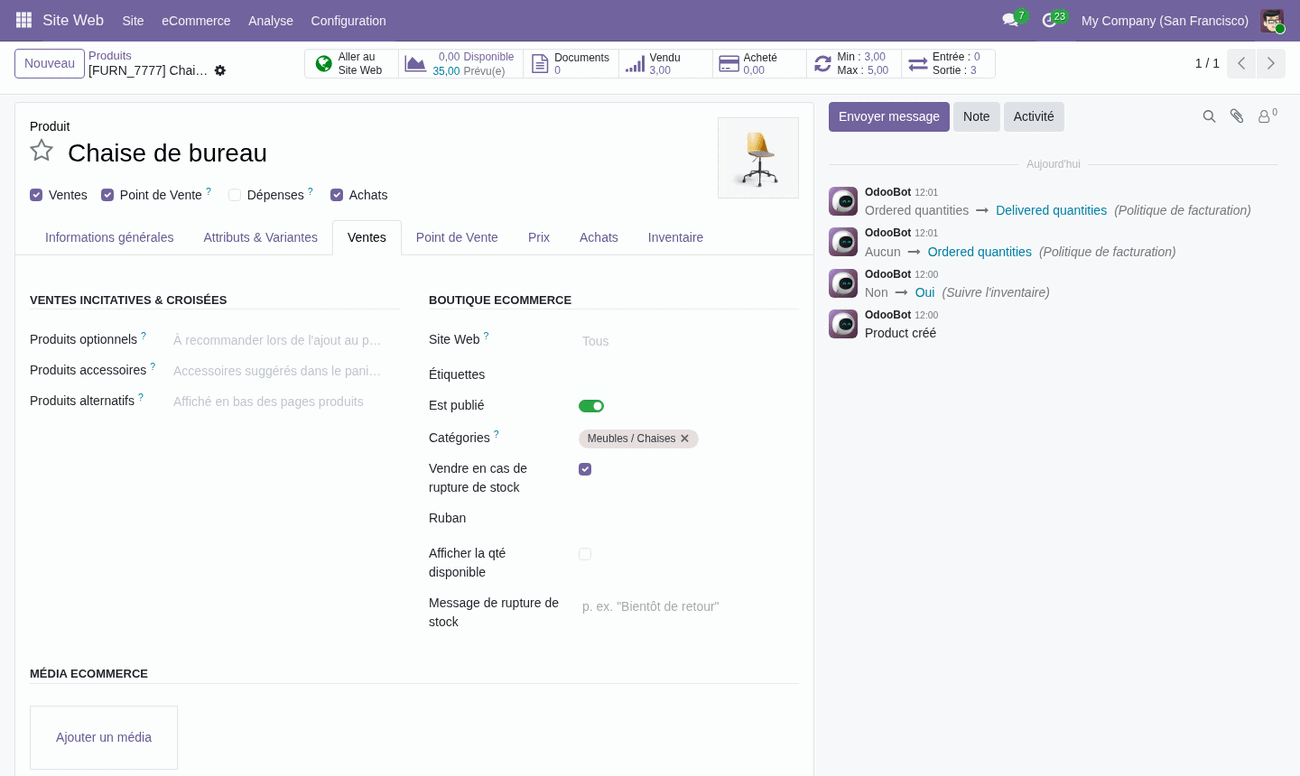 Site Web Site eCommerce Analyse Configuration 7 23 My Company (San Francisco)
Nouveau
Produits
[FURN_7777] Chai...
Aller au
Site Web
0,00 Disponible
35,00 Prévu(e)
Documents
0
Vendu
3,00
Acheté
0,00
Min : 3,00
Max : 5,00
Entrée : 0
Sortie : 3
1 / 1
Produit
Chaise de bureau
Ventes Point de Vente ? Dépenses ? Achats
Informations générales Attributs & Variantes Ventes Point de Vente Prix Achats Inventaire
VENTES INCITATIVES & CROISÉES
Produits optionnels ? À recommander lors de l'ajout au p...
Produits accessoires ? Accessoires suggérés dans le pani...
Produits alternatifs ? Affiché en bas des pages produits
BOUTIQUE ECOMMERCE
Site Web ? Tous
Étiquettes
Est publié
Catégories ? Meubles / Chaises
Vendre en cas de
rupture de stock
Ruban
Afficher la qté
disponible
Message de rupture de
stock
p. ex. "Bientôt de retour"
MÉDIA ECOMMERCE
Ajouter un média
Envoyer message Note Activité 0
Aujourd'hui
OdooBot 12:01
Ordered quantities → Delivered quantities (Politique de facturation)
OdooBot 12:01
Aucun → Ordered quantities (Politique de facturation)
OdooBot 12:00
Non → Oui (Suivre l'inventaire)
OdooBot 12:00
Product créé